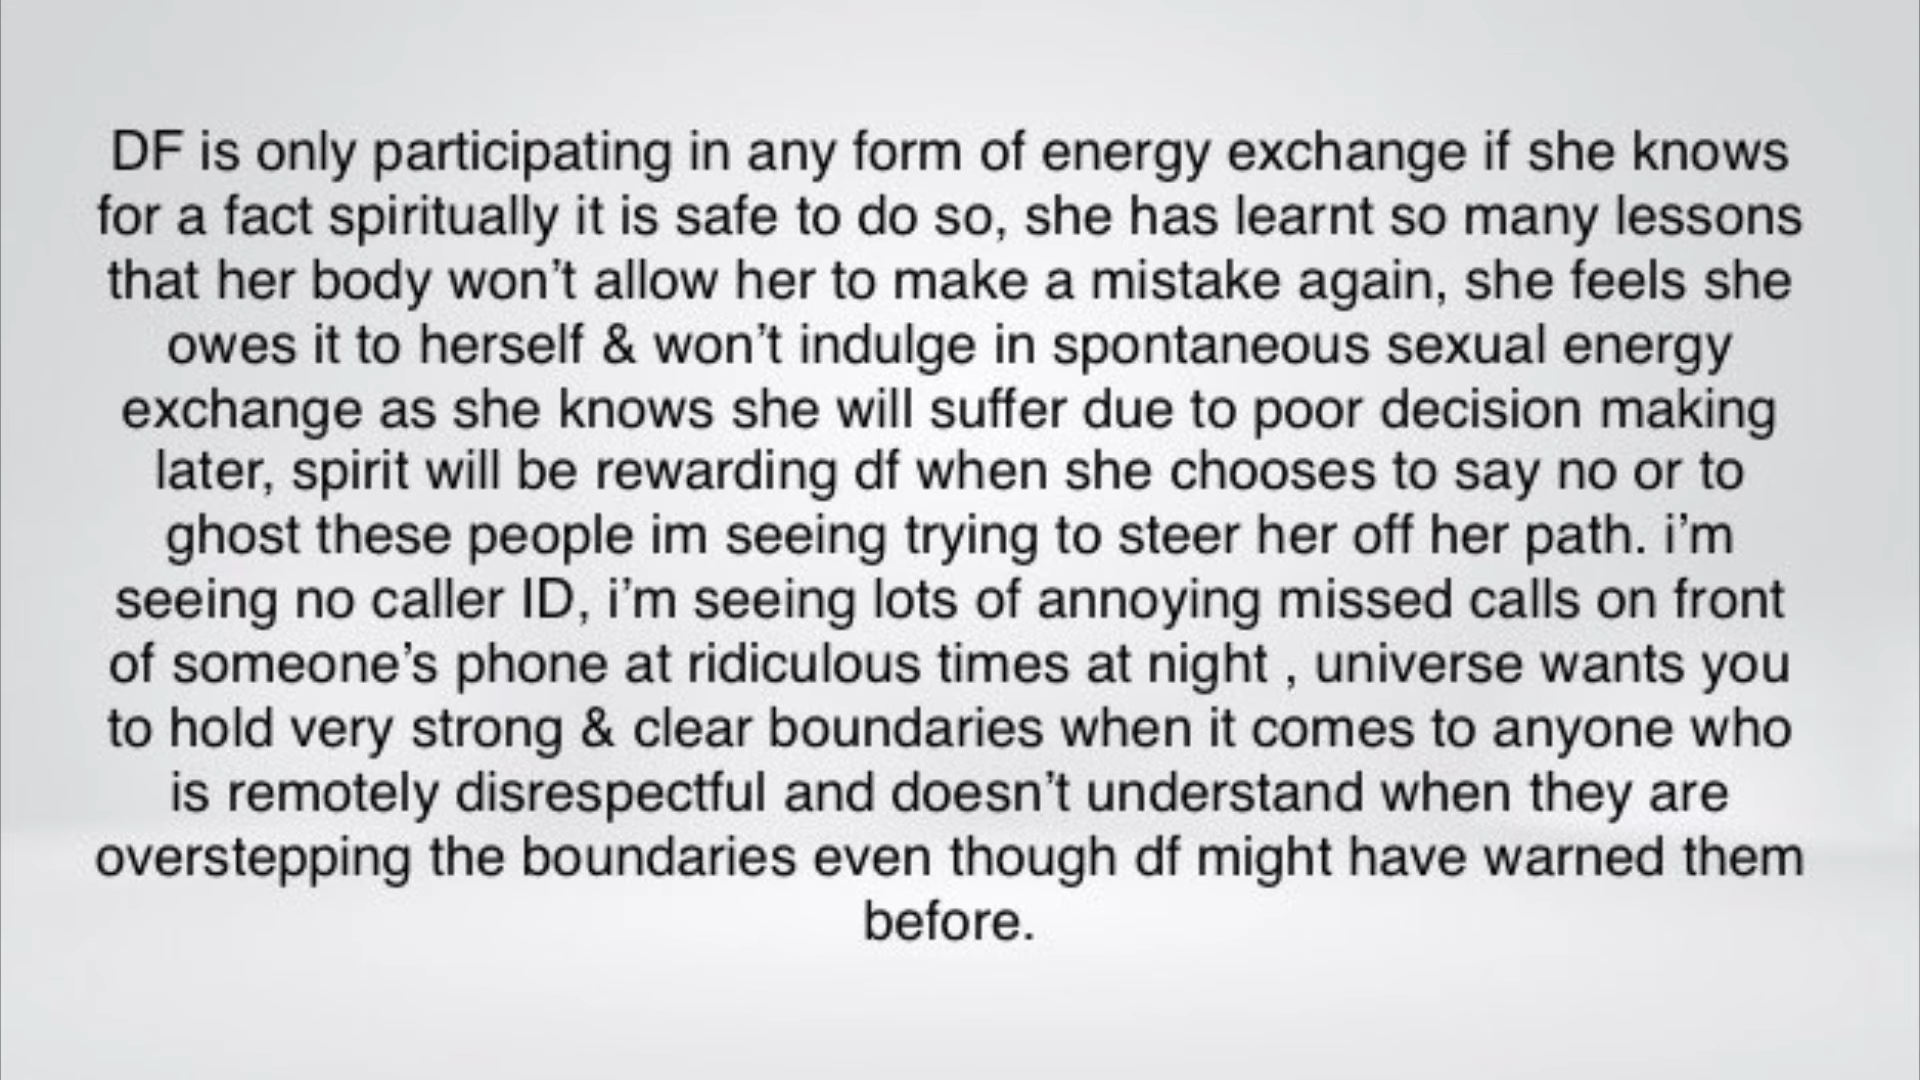 DF is only participating in any form of energy exchange if she knows
for a fact spiritually it is safe to do so, she has learnt so many lessons
that her body won’t allow her to make a mistake again, she feels she
owes it to herself & won’t indulge in spontaneous sexual energy
exchange as she knows she will suffer due to poor decision making
later, spirit will be rewarding df when she chooses to say no or to
ghost these people im seeing trying to steer her off her path. i’m
seeing no caller ID, i’m seeing lots of annoying missed calls on front
of someone’s phone at ridiculous times at night , universe wants you
to hold very strong & clear boundaries when it comes to anyone who
is remotely disrespectful and doesn’t understand when they are
overstepping the boundaries even though df might have warned them
before.